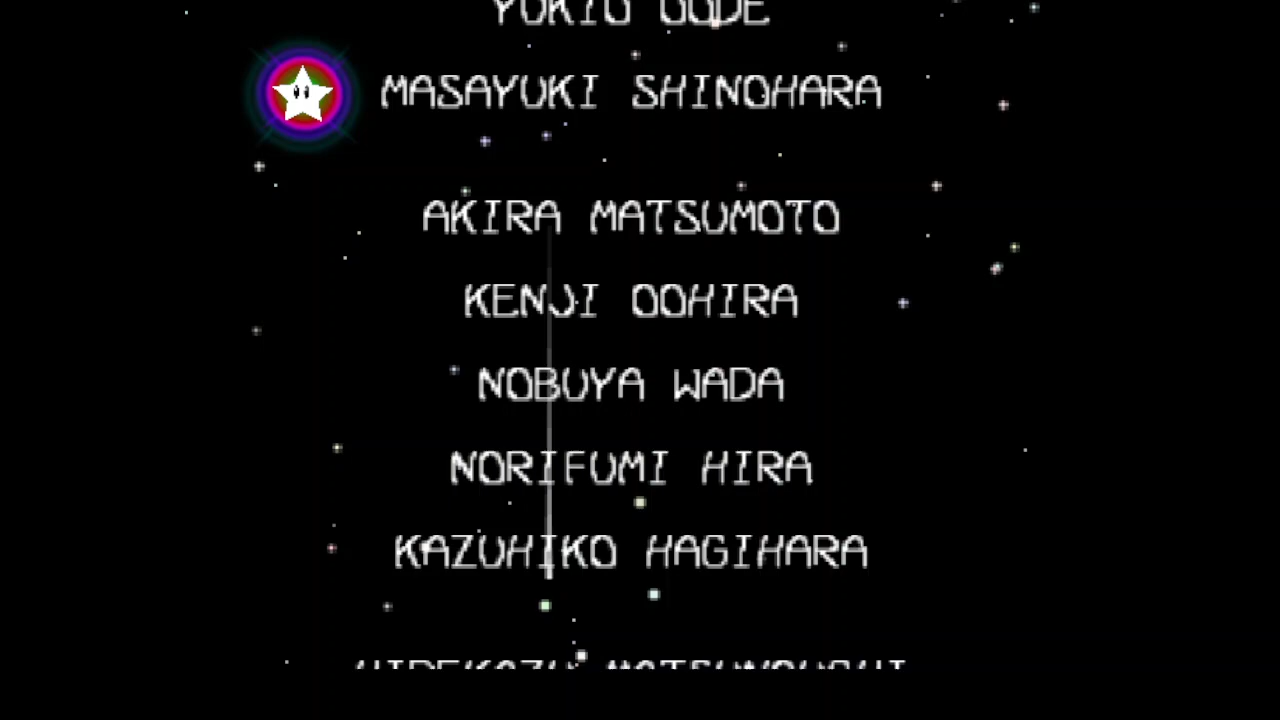 MASAYUKI SHINOHARA
AKIRA MATSUMOTO
KENJI OOHIRA
NOBUYA WADA
NORIFUMI HIRA
KAZUHIKO HAGIHARA